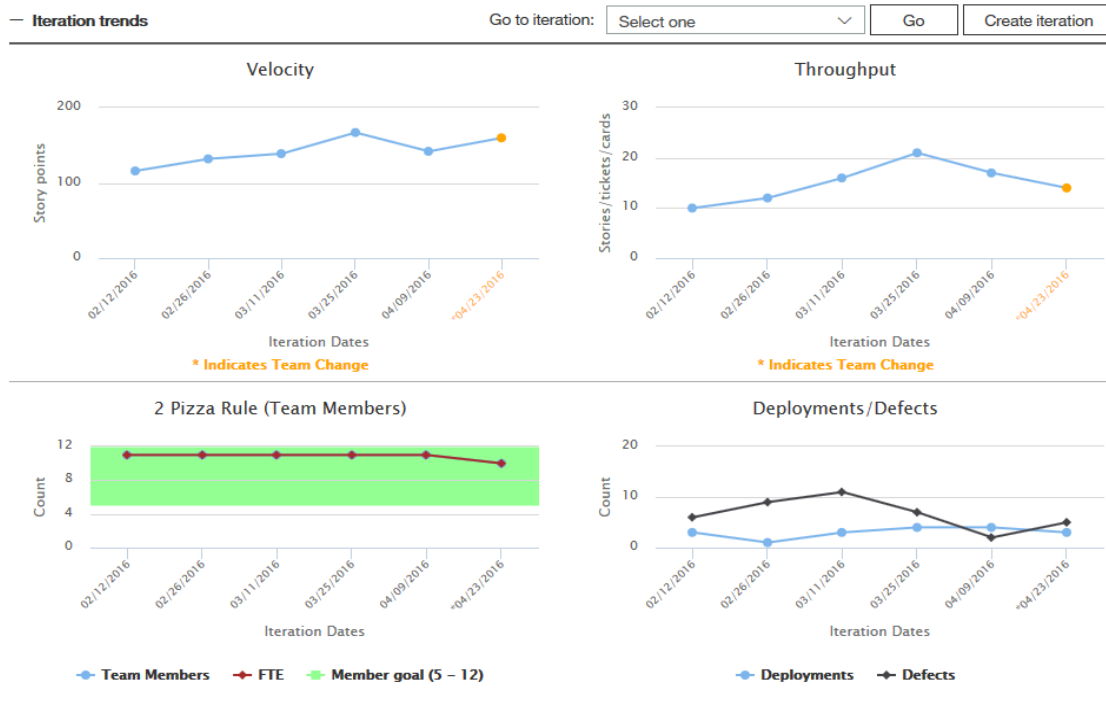 — Iteration trends Go to iteration: Select one Go Create iteration
Velocity
200
100
0
Story points
02/12/2016 02/26/2016 03/11/2016 03/25/2016 04/09/2016 *04/23/2016
Iteration Dates
* Indicates Team Change
Throughput
30
20
10
0
Stories/tickets/cards
02/12/2016 02/26/2016 03/11/2016 03/25/2016 04/09/2016 *04/23/2016
Iteration Dates
* Indicates Team Change
2 Pizza Rule (Team Members)
12
8
4
0
Count
02/12/2016 02/26/2016 03/11/2016 03/25/2016 04/09/2016 *04/23/2016
Iteration Dates
Team Members FTE Member goal (5 – 12)
Deployments/Defects
20
10
0
Count
02/12/2016 02/26/2016 03/11/2016 03/25/2016 04/09/2016 *04/23/2016
Iteration Dates
Deployments Defects